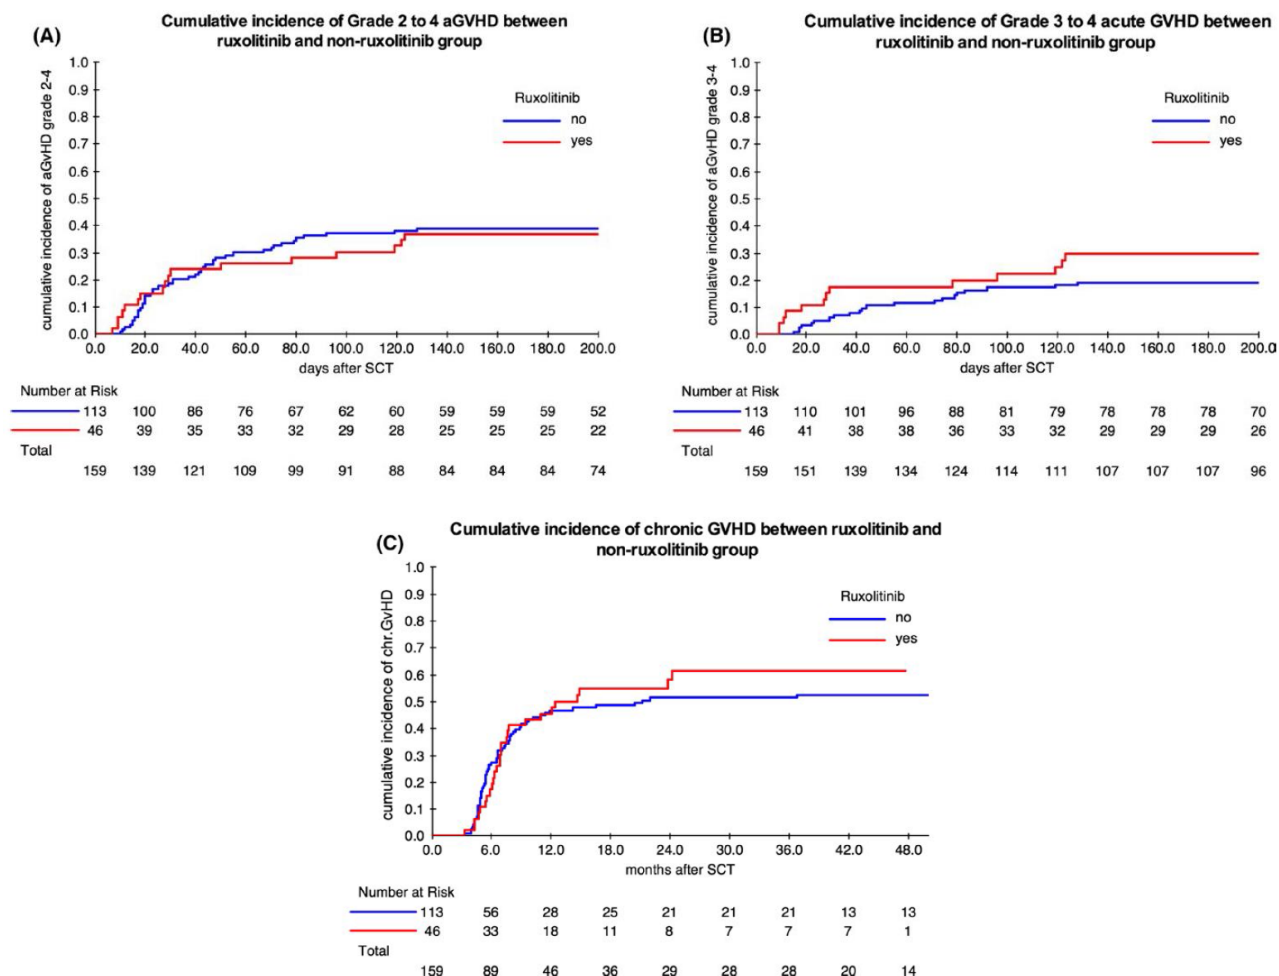 (A)
Cumulative incidence of Grade 2 to 4 aGVHD between
ruxolitinib and non-ruxolitinib group
cumulative incidence of aGvHD grade 2-4
1.0
0.9
0.8
0.7
0.6
0.5
0.4
0.3
0.2
0.1
0.0
Ruxolitinib
no
yes
0.0 20.0 40.0 60.0 80.0 100.0 120.0 140.0 160.0 180.0 200.0
days after SCT
Number at Risk
113 100 86 76 67 62 60 59 59 59 52
46 39 35 33 32 29 28 25 25 25 22
Total
159 139 121 109 99 91 88 84 84 84 74
(B)
Cumulative incidence of Grade 3 to 4 acute GVHD between
ruxolitinib and non-ruxolitinib group
cumulative incidence of aGvHD grade 3-4
1.0
0.9
0.8
0.7
0.6
0.5
0.4
0.3
0.2
0.1
0.0
Ruxolitinib
no
yes
0.0 20.0 40.0 60.0 80.0 100.0 120.0 140.0 160.0 180.0 200.0
days after SCT
Number at Risk
113 110 101 96 88 81 79 78 78 78 70
46 41 38 38 36 33 32 29 29 29 26
Total
159 151 139 134 124 114 111 107 107 107 96
(C)
Cumulative incidence of chronic GVHD between ruxolitinib and
non-ruxolitinib group
cumulative incidence of chr.GvHD
1.0
0.9
0.8
0.7
0.6
0.5
0.4
0.3
0.2
0.1
0.0
Ruxolitinib
no
yes
0.0 6.0 12.0 18.0 24.0 30.0 36.0 42.0 48.0
months after SCT
Number at Risk
113 56 28 25 21 21 21 13 13
46 33 18 11 8 7 7 7 1
Total
159 89 46 36 29 28 28 20 14